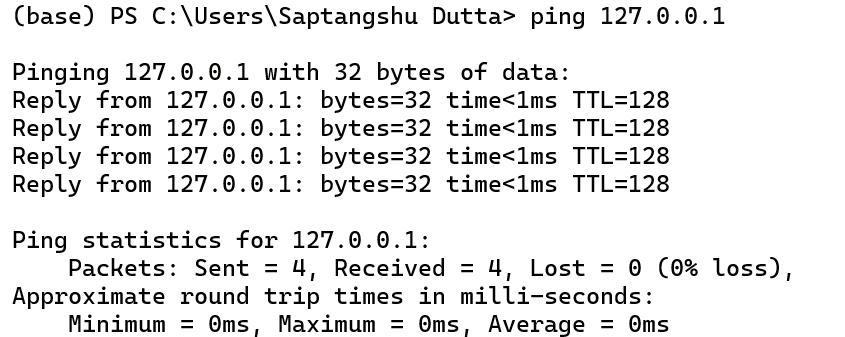 (base) PS C:\Users\Saptangshu Dutta> ping 127.0.0.1
Pinging 127.0.0.1 with 32 bytes of data:
Reply from 127.0.0.1: bytes=32 time<1ms TTL=128
Reply from 127.0.0.1: bytes=32 time<1ms TTL=128
Reply from 127.0.0.1: bytes=32 time<1ms TTL=128
Reply from 127.0.0.1: bytes=32 time<1ms TTL=128
Ping statistics for 127.0.0.1:
    Packets: Sent = 4, Received = 4, Lost = 0 (0% loss),
Approximate round trip times in milli-seconds:
    Minimum = 0ms, Maximum = 0ms, Average = 0ms